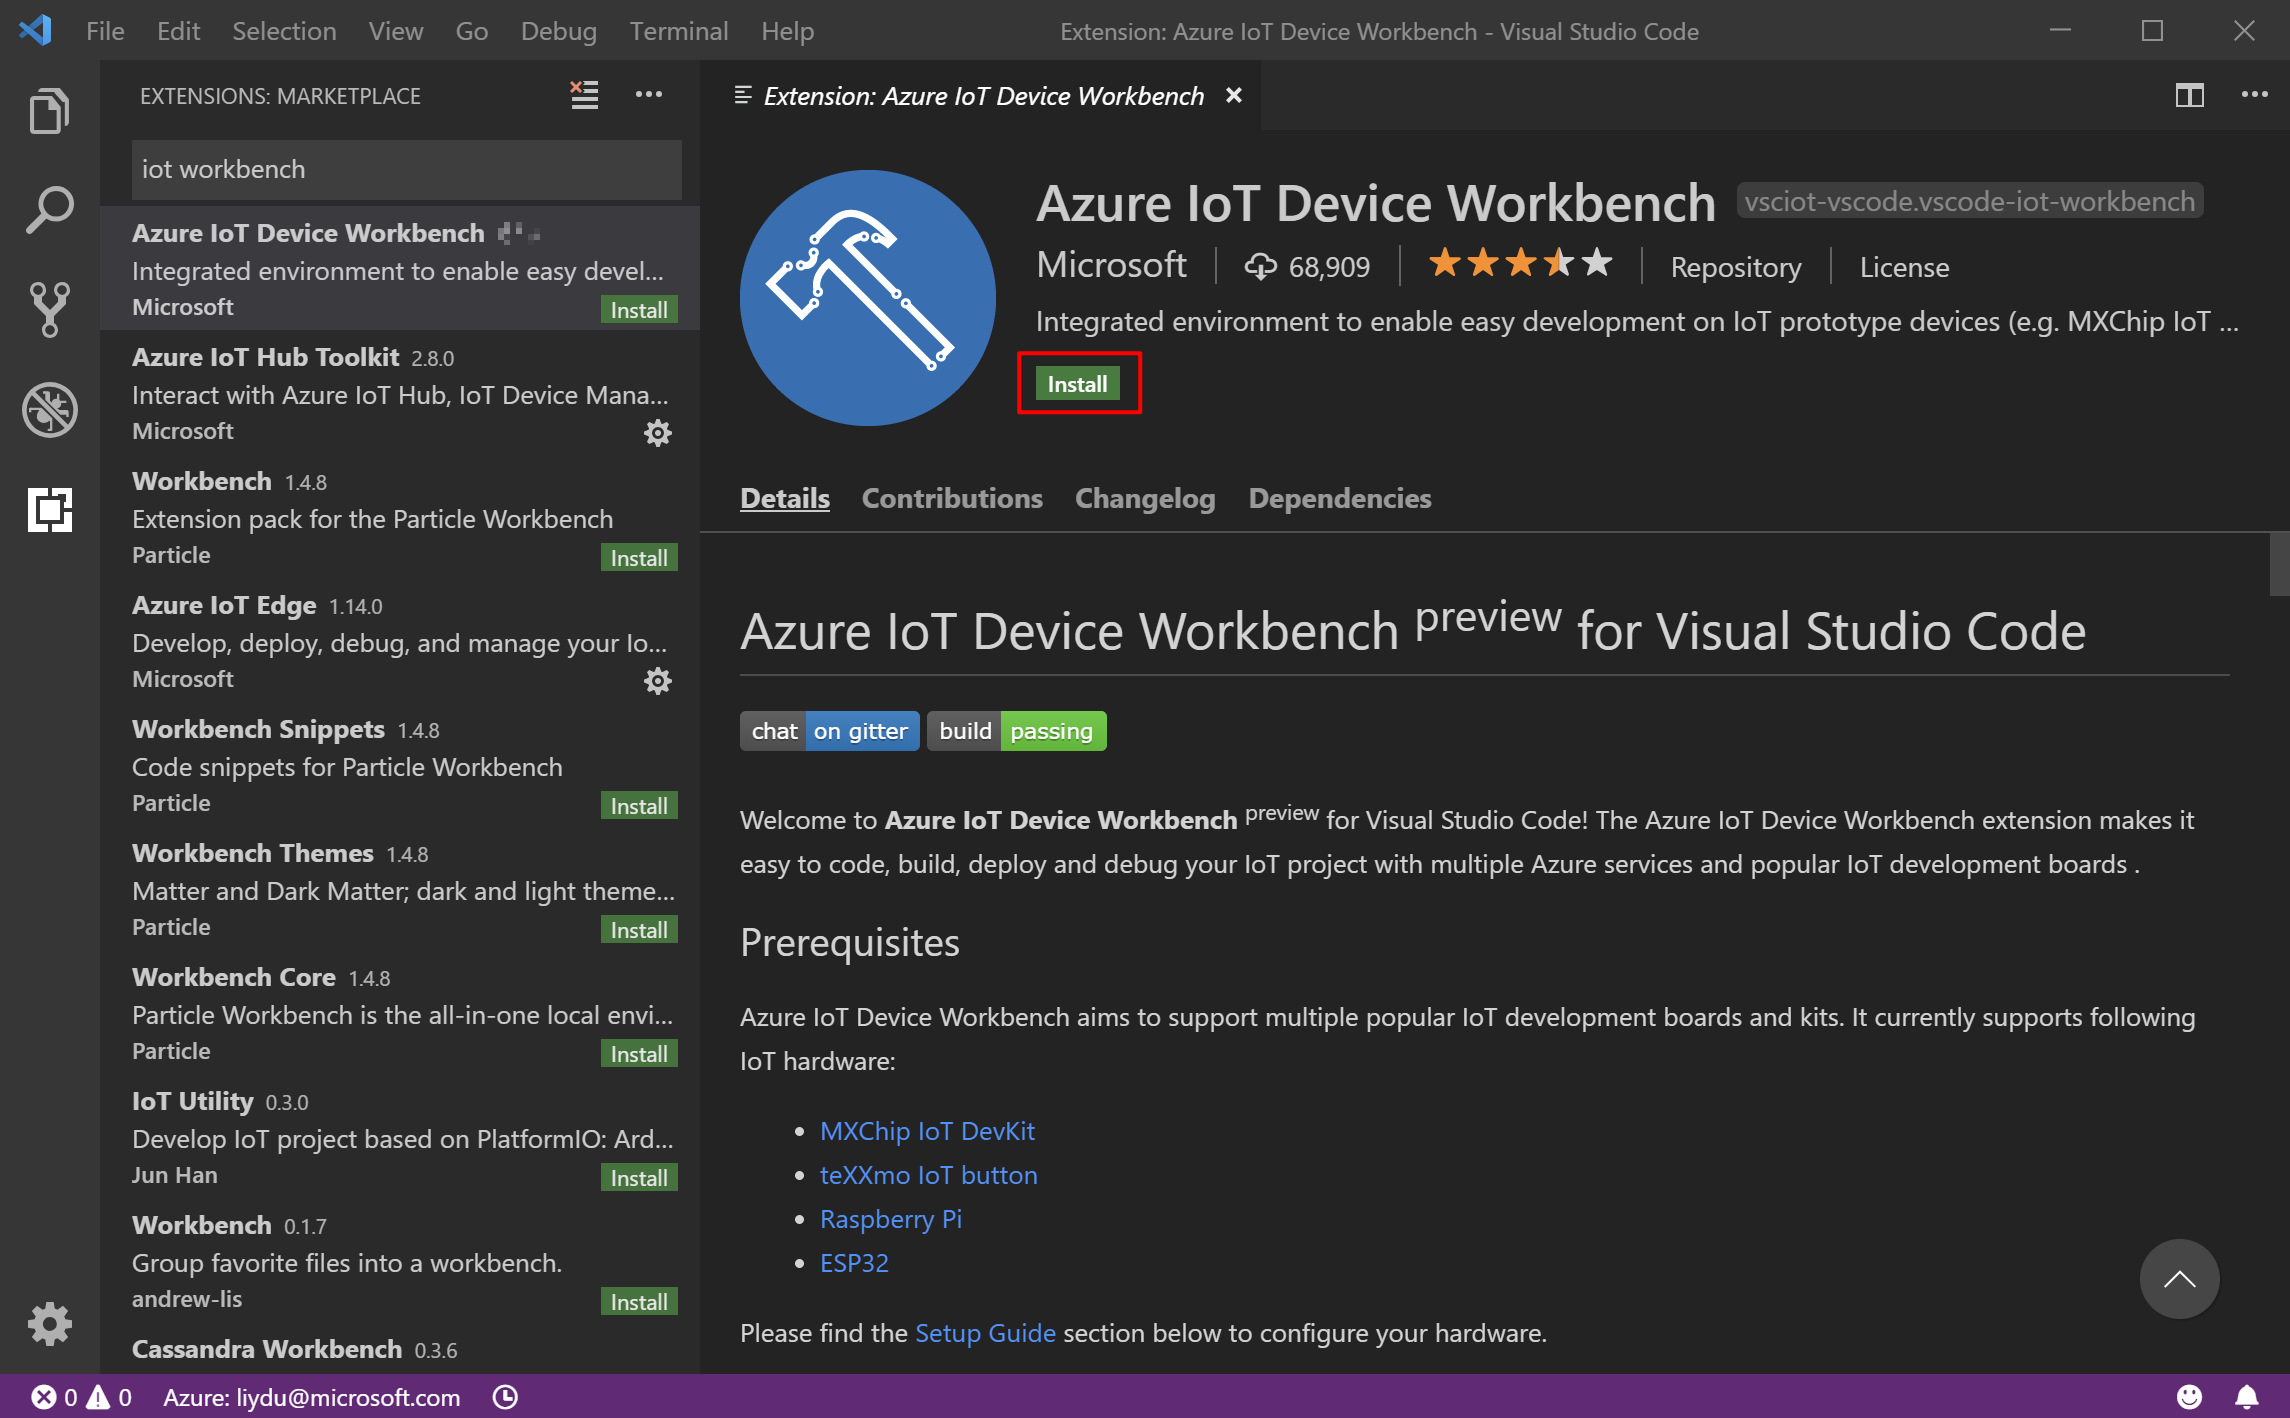 File Edit Selection View Go Debug Terminal Help
Extension: Azure IoT Device Workbench - Visual Studio Code
EXTENSIONS: MARKETPLACE
iot workbench
Azure IoT Device Workbench
Integrated environment to enable easy devel...
Microsoft
Install
Azure IoT Hub Toolkit 2.8.0
Interact with Azure IoT Hub, IoT Device Mana...
Microsoft
Workbench 1.4.8
Extension pack for the Particle Workbench
Particle
Install
Azure IoT Edge 1.14.0
Develop, deploy, debug, and manage your Io...
Microsoft
Workbench Snippets 1.4.8
Code snippets for Particle Workbench
Particle
Install
Workbench Themes 1.4.8
Matter and Dark Matter; dark and light theme...
Particle
Install
Workbench Core 1.4.8
Particle Workbench is the all-in-one local envi...
Particle
Install
IoT Utility 0.3.0
Develop IoT project based on PlatformIO: Ard...
Jun Han
Install
Workbench 0.1.7
Group favorite files into a workbench.
andrew-lis
Install
Cassandra Workbench 0.3.6
Extension: Azure IoT Device Workbench
Azure IoT Device Workbench vsciot-vscode.vscode-iot-workbench
Microsoft 68,909 Repository License
Integrated environment to enable easy development on IoT prototype devices (e.g. MXChip IoT ...
Install
Details Contributions Changelog Dependencies
Azure IoT Device Workbench preview for Visual Studio Code
chat on gitter build passing
Welcome to Azure IoT Device Workbench preview for Visual Studio Code! The Azure IoT Device Workbench extension makes it
easy to code, build, deploy and debug your IoT project with multiple Azure services and popular IoT development boards .
Prerequisites
Azure IoT Device Workbench aims to support multiple popular IoT development boards and kits. It currently supports following
IoT hardware:
• MXChip IoT DevKit
• teXXmo IoT button
• Raspberry Pi
• ESP32
Please find the Setup Guide section below to configure your hardware.
0 0 Azure: liydu@microsoft.com